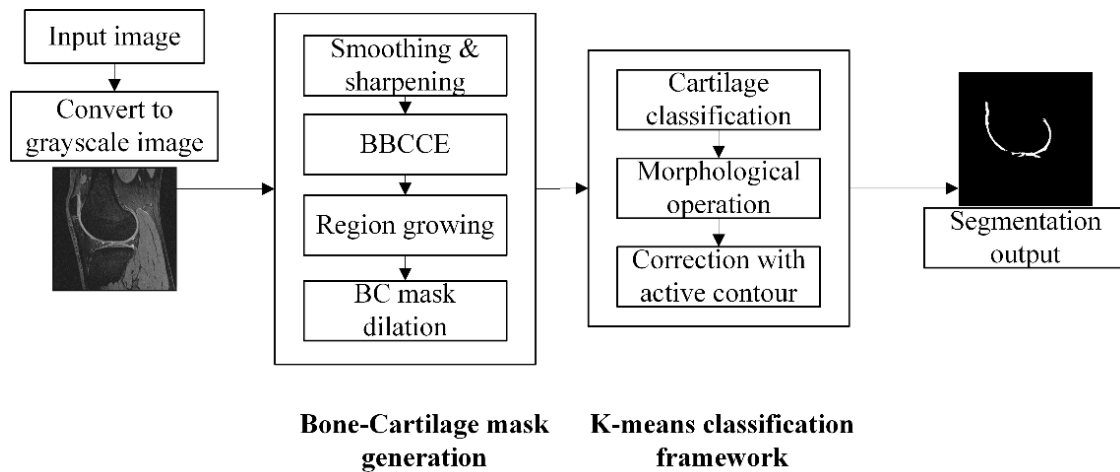 Input image
Convert to
grayscale image
Smoothing &
sharpening
BBCCE
Region growing
BC mask
dilation
Bone-Cartilage mask
generation
Cartilage
classification
Morphological
operation
Correction with
active contour
K-means classification
framework
Segmentation
output